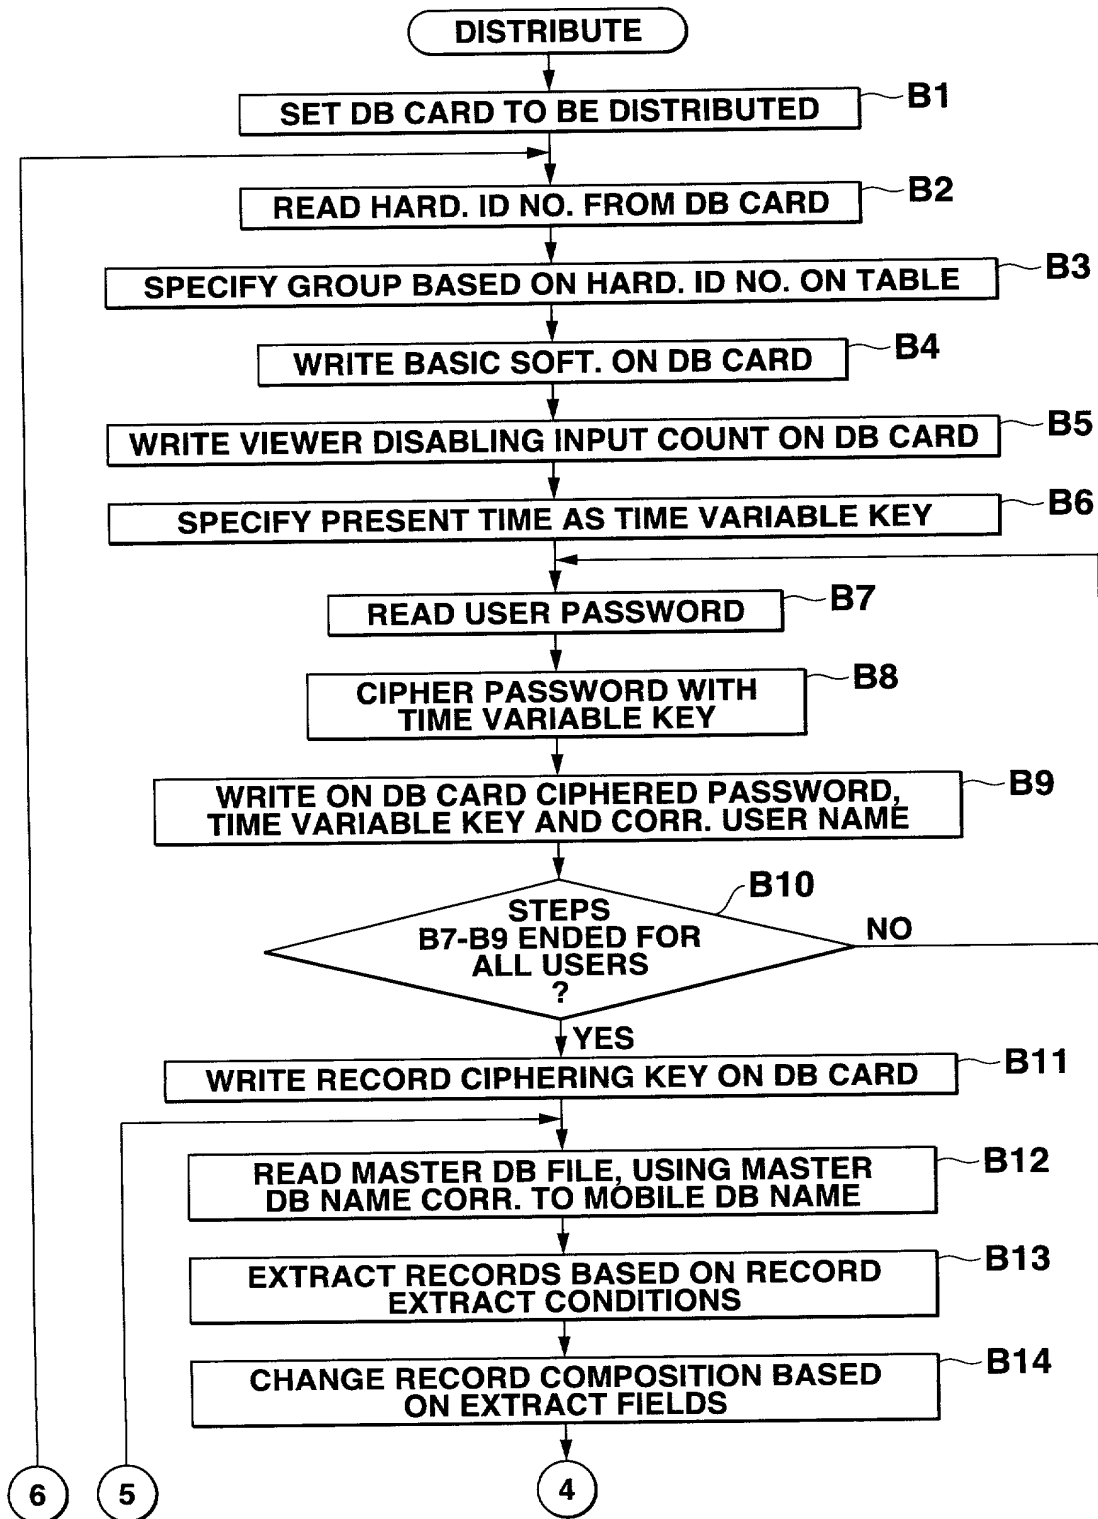 DISTRIBUTE
SET DB CARD TO BE DISTRIBUTED
B1
READ HARD. ID NO. FROM DB CARD
B2
SPECIFY GROUP BASED ON HARD. ID NO. ON TABLE
B3
WRITE BASIC SOFT. ON DB CARD
B4
WRITE VIEWER DISABLING INPUT COUNT ON DB CARD
B5
SPECIFY PRESENT TIME AS TIME VARIABLE KEY
B6
READ USER PASSWORD
B7
CIPHER PASSWORD WITH
TIME VARIABLE KEY
B8
WRITE ON DB CARD CIPHERED PASSWORD,
TIME VARIABLE KEY AND CORR. USER NAME
B9
STEPS
B7-B9 ENDED FOR
ALL USERS
?
B10
NO
YES
WRITE RECORD CIPHERING KEY ON DB CARD
B11
READ MASTER DB FILE, USING MASTER
DB NAME CORR. TO MOBILE DB NAME
B12
EXTRACT RECORDS BASED ON RECORD
EXTRACT CONDITIONS
B13
CHANGE RECORD COMPOSITION BASED
ON EXTRACT FIELDS
B14
6
5
4